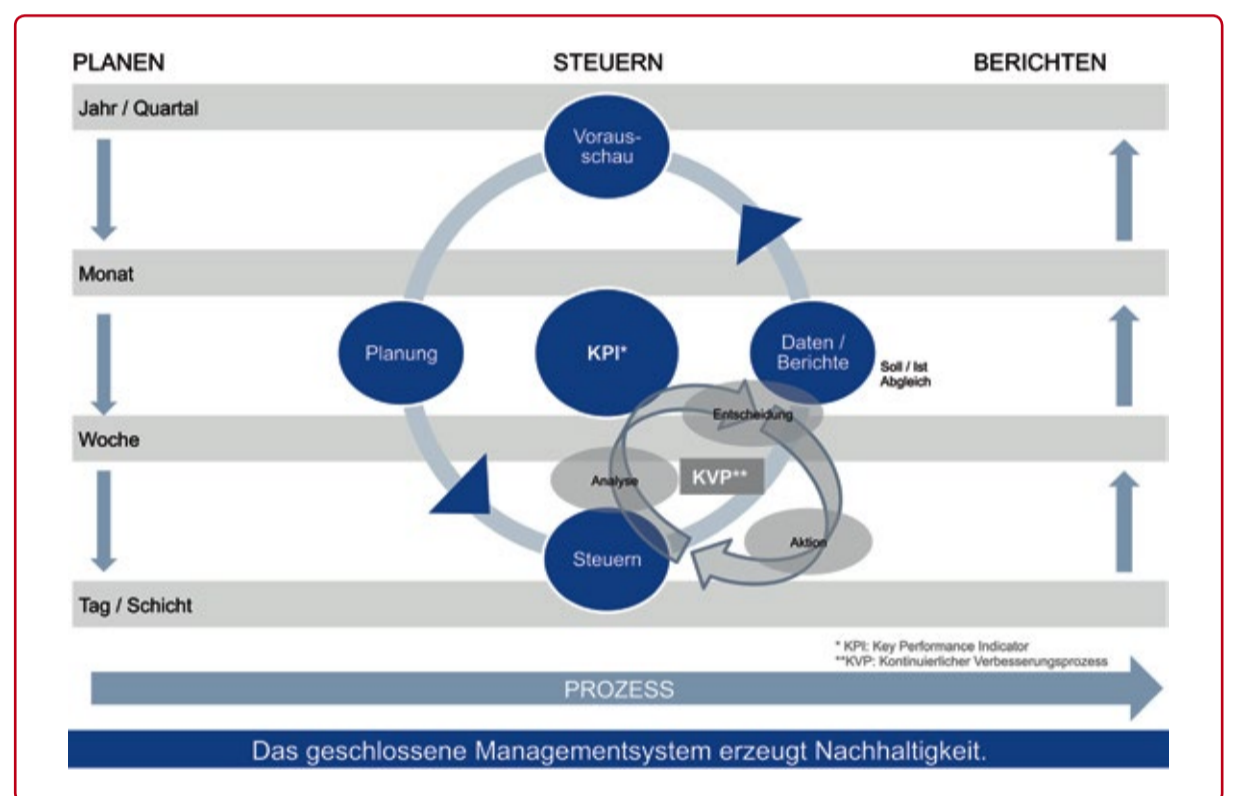 PLANEN
STEUERN
BERICHTEN
Jahr / Quartal
Voraus-
schau
Monat
Planung
KPI*
Daten /
Berichte
Soll / Ist
Abgleich
Entscheidung
Woche
Analyse
KVP**
Steuern
Aktion
Tag / Schicht
* KPI: Key Performance Indicator
**KVP: Kontinuierlicher Verbesserungsprozess
PROZESS
Das geschlossene Managementsystem erzeugt Nachhaltigkeit.